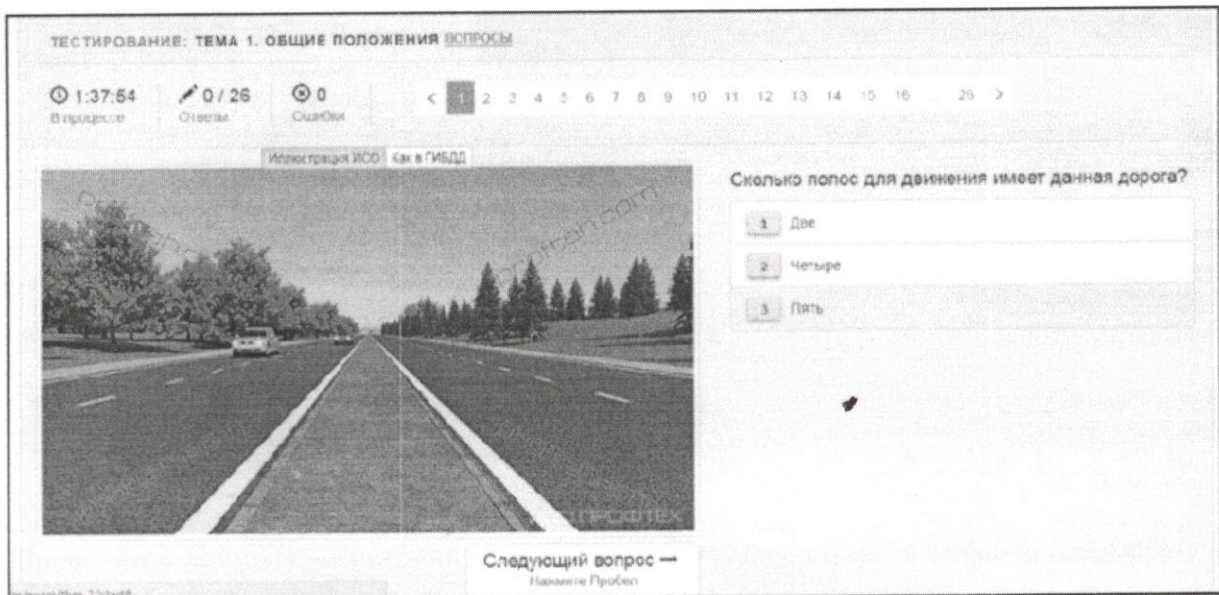 ТЕСТИРОВАНИЕ: ТЕМА 1. ОБЩИЕ ПОЛОЖЕНИЯ ВОПРОСЫ
1:37:54 0 / 26 0
В процессе Ответы Ошибки
< 1 2 3 4 5 6 7 8 9 10 11 12 13 14 15 16 ... 26 >
Иллюстрация ИСО Как в ГИБДД
Сколько полос для движения имеет данная дорога?
1 Две
2 Четыре
3 Пять
ПРОФТЕХ
Следующий вопрос →
Нажмите Пробел